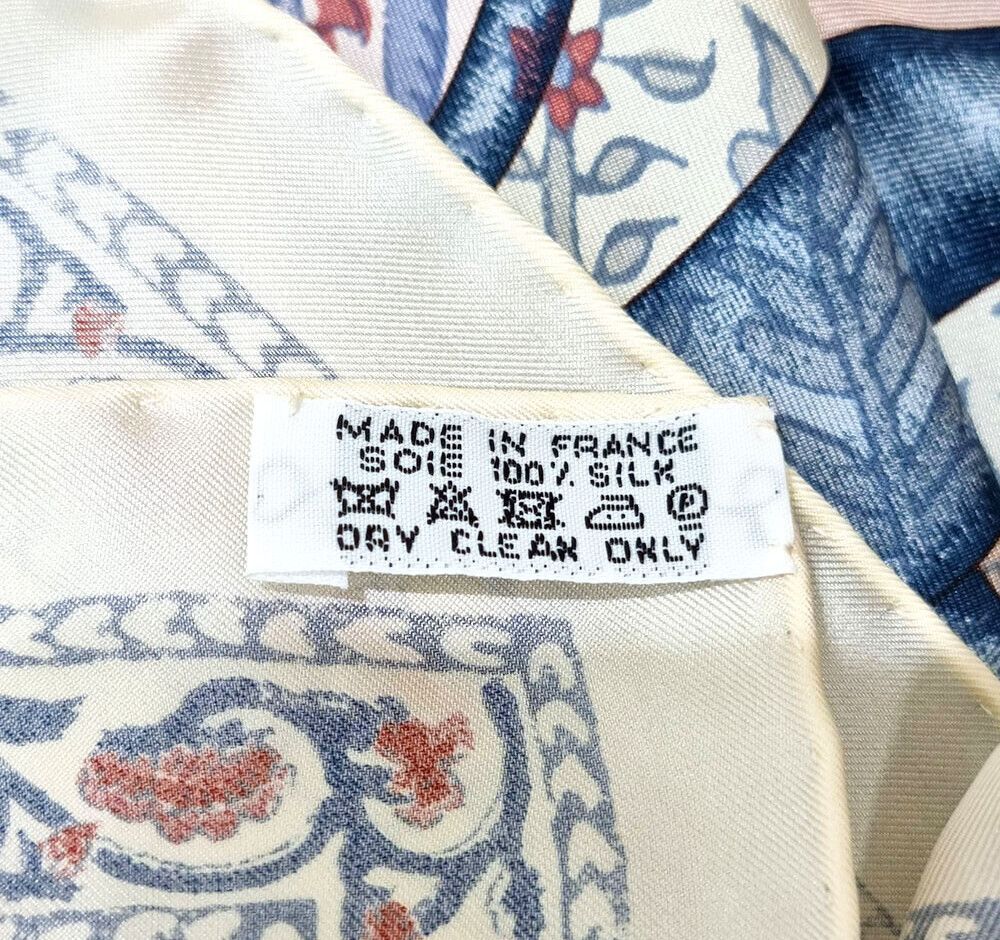 MADE IN FRANCE
SOIE 100% SILK
P
DRY CLEAN ONLY